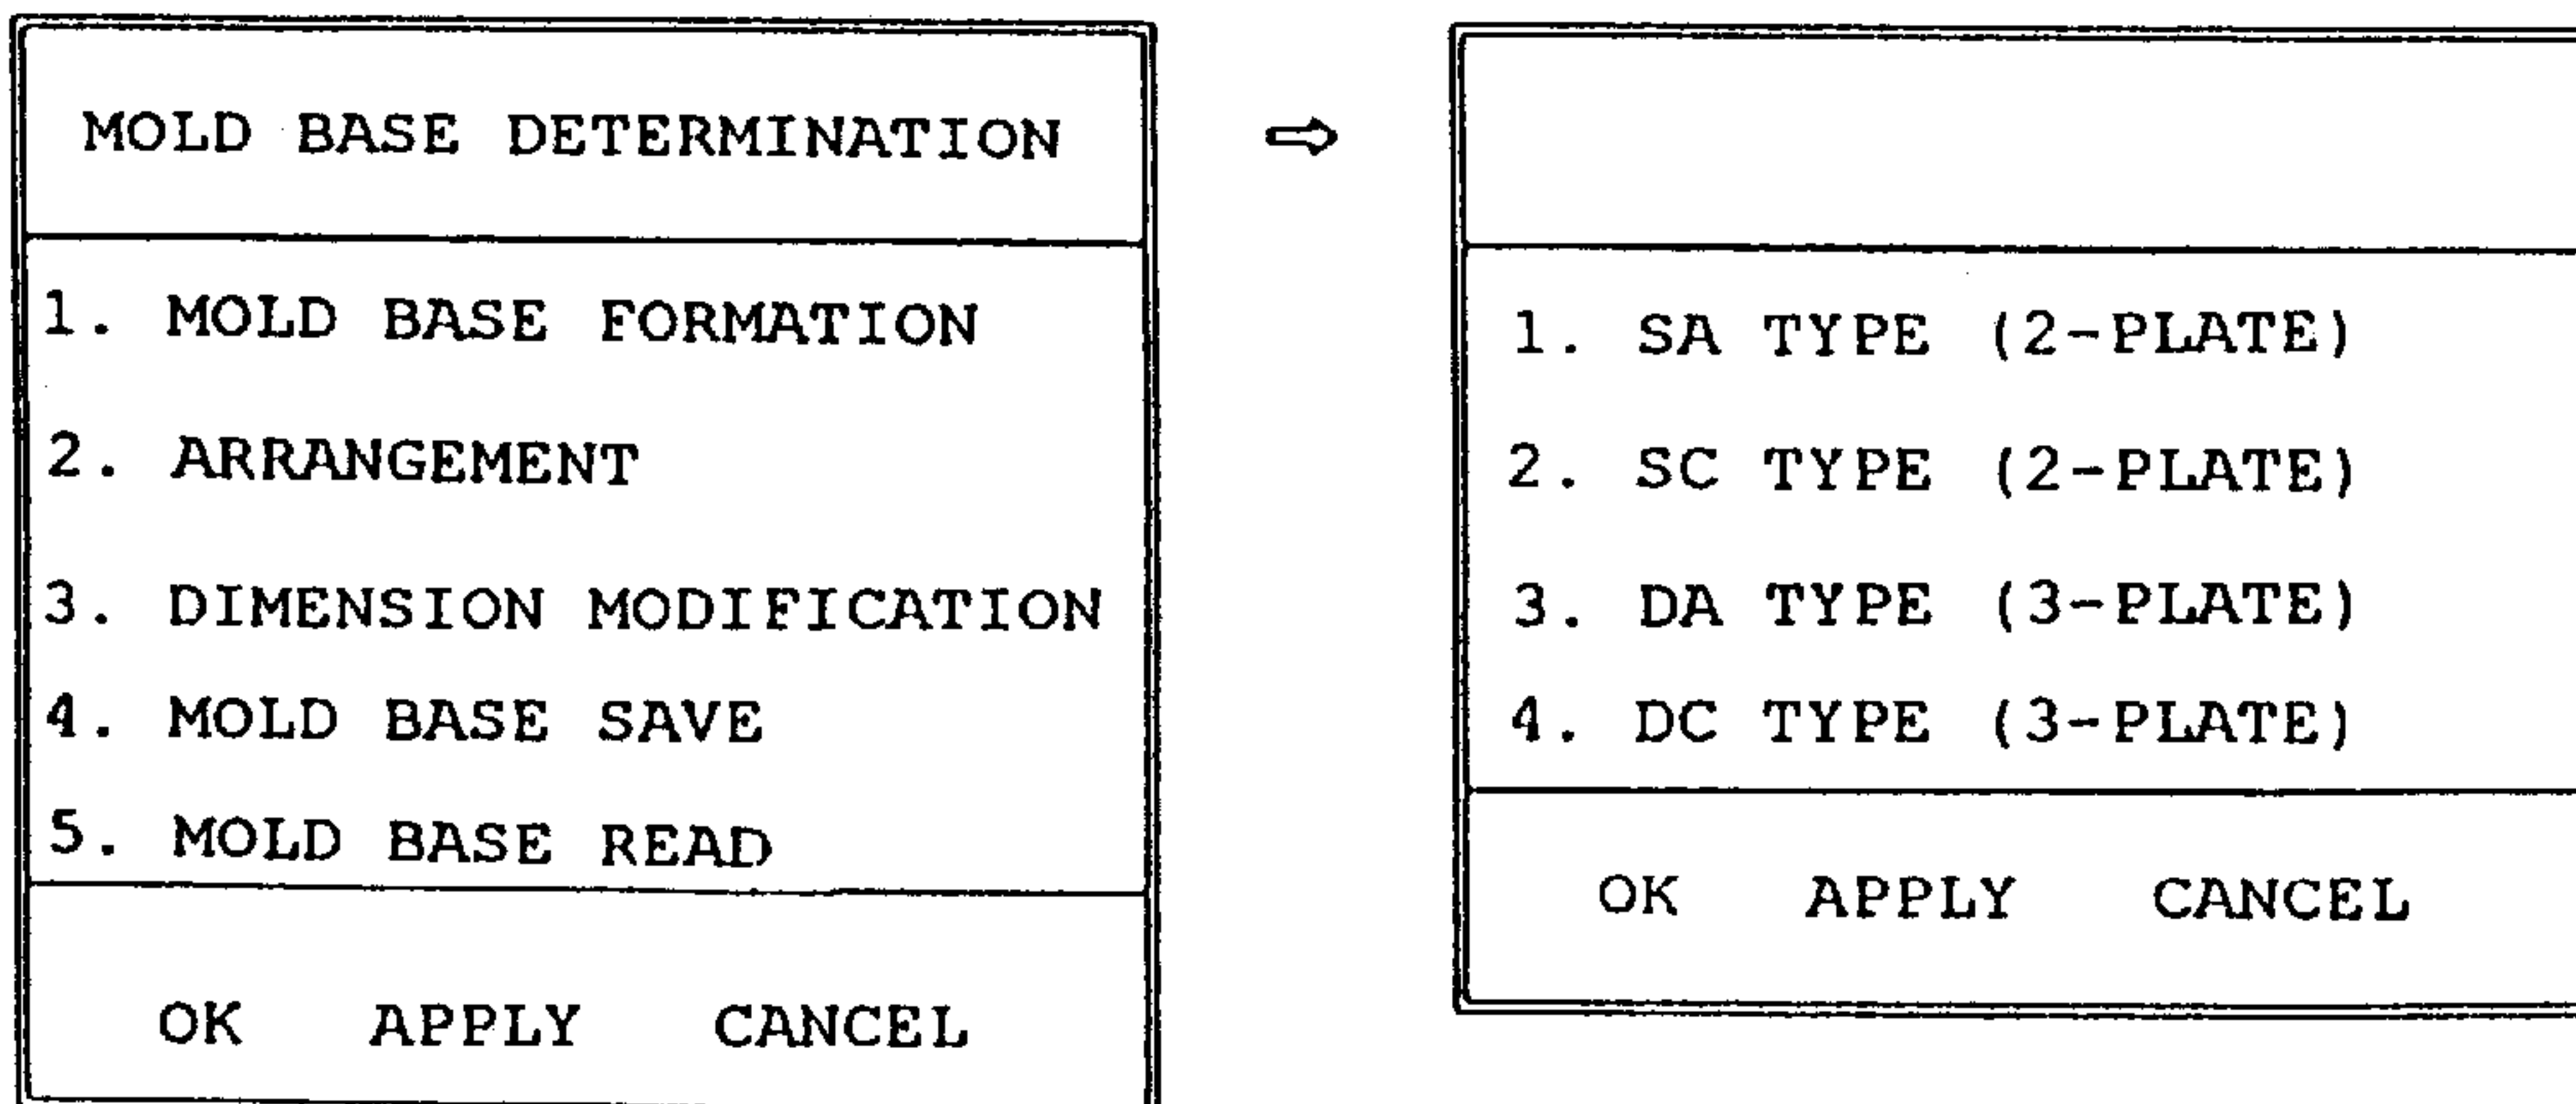 MOLD BASE DETERMINATION
1. MOLD BASE FORMATION
2. ARRANGEMENT
3. DIMENSION MODIFICATION
4. MOLD BASE SAVE
5. MOLD BASE READ
OK APPLY CANCEL
⇨
1. SA TYPE (2-PLATE)
2. SC TYPE (2-PLATE)
3. DA TYPE (3-PLATE)
4. DC TYPE (3-PLATE)
OK APPLY CANCEL